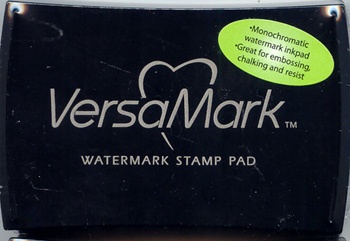 •Monochromatic
watermark inkpad
•Great for embossing,
chalking and resist
VersaMark™
WATERMARK STAMP PAD